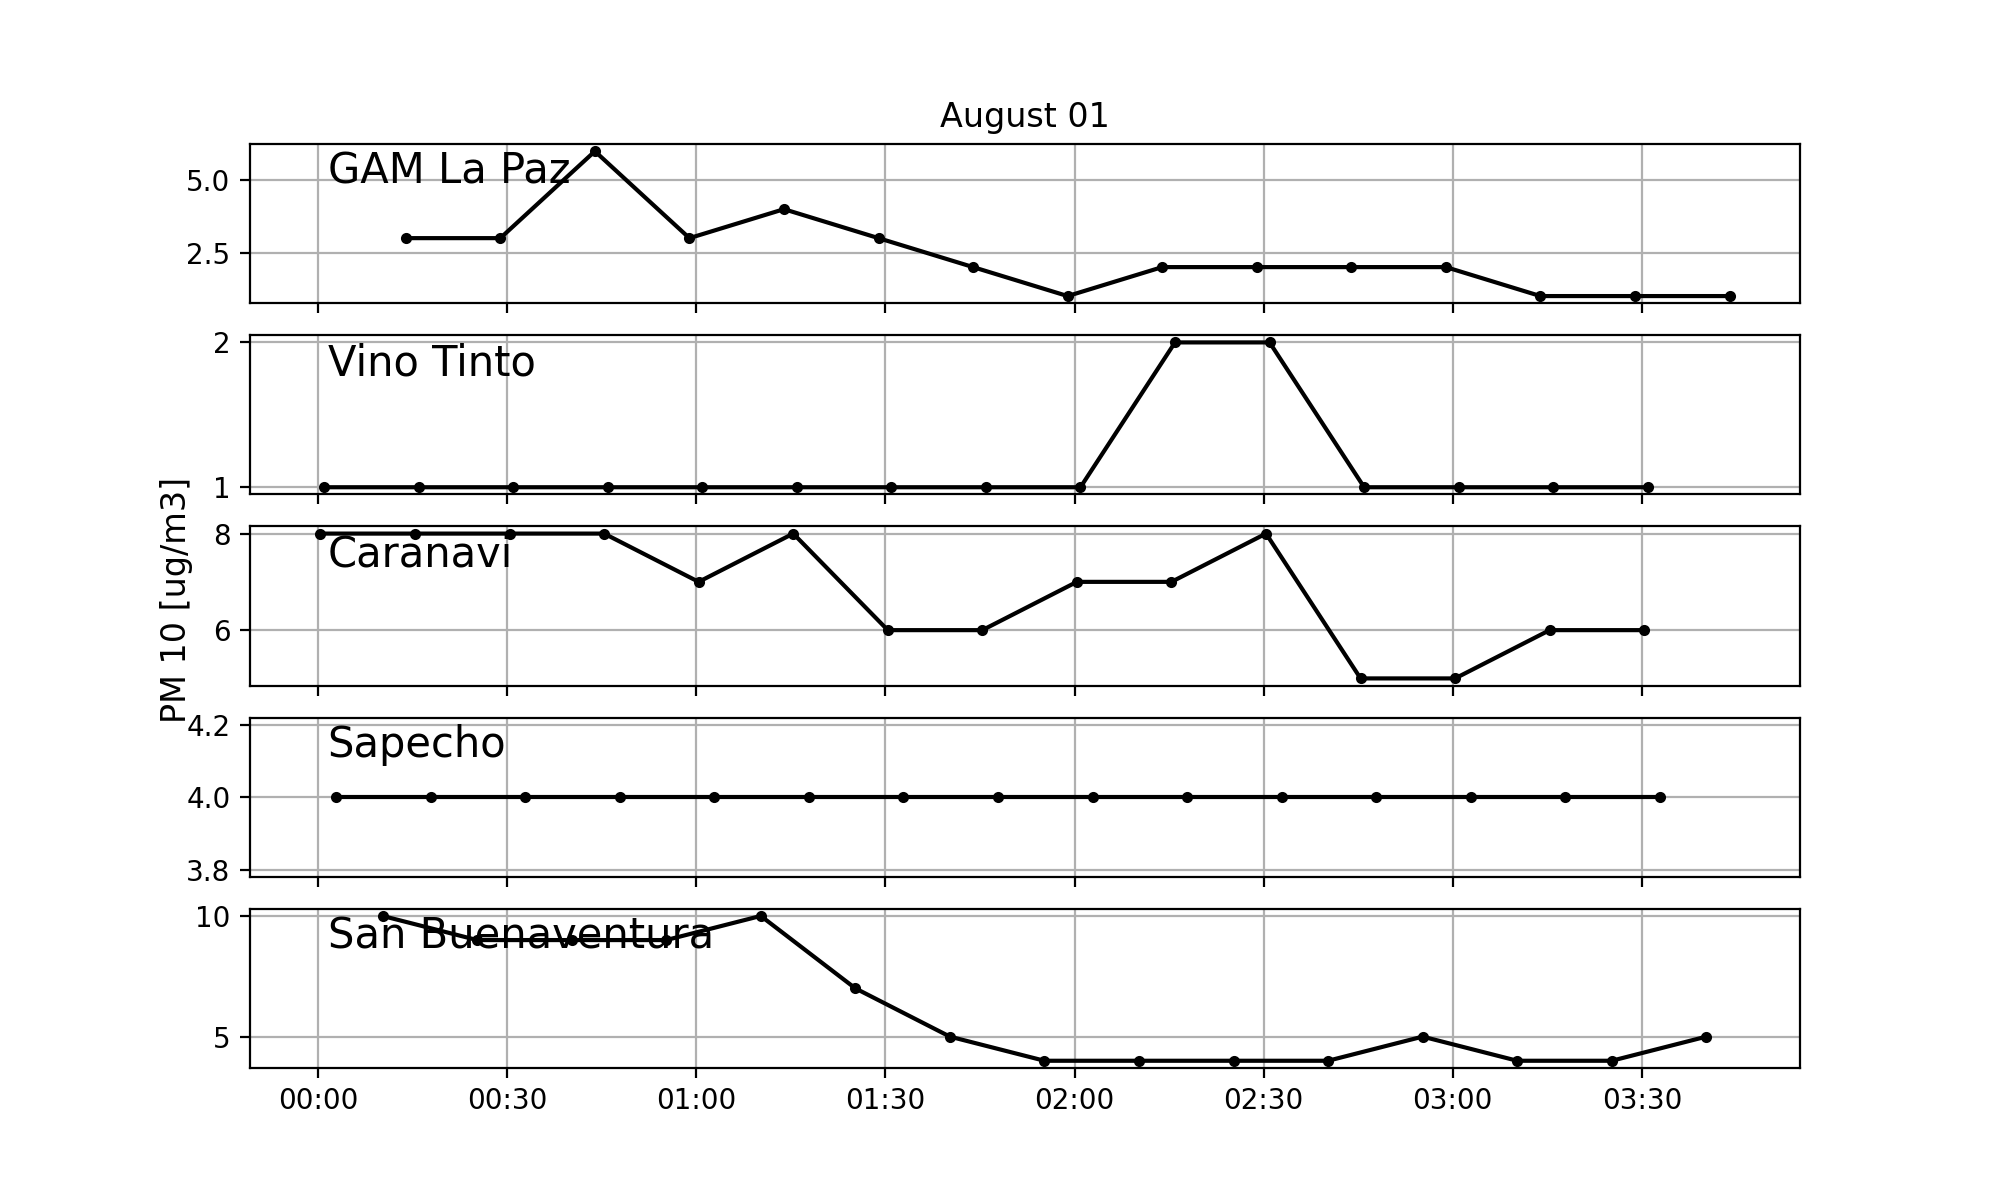 August 01
GAM La Paz
5.0
2.5
Vino Tinto
2
1
PM 10 [ug/m3]
Caranavi
8
6
Sapecho
4.2
4.0
3.8
San Buenaventura
10
5
00:00 00:30 01:00 01:30 02:00 02:30 03:00 03:30